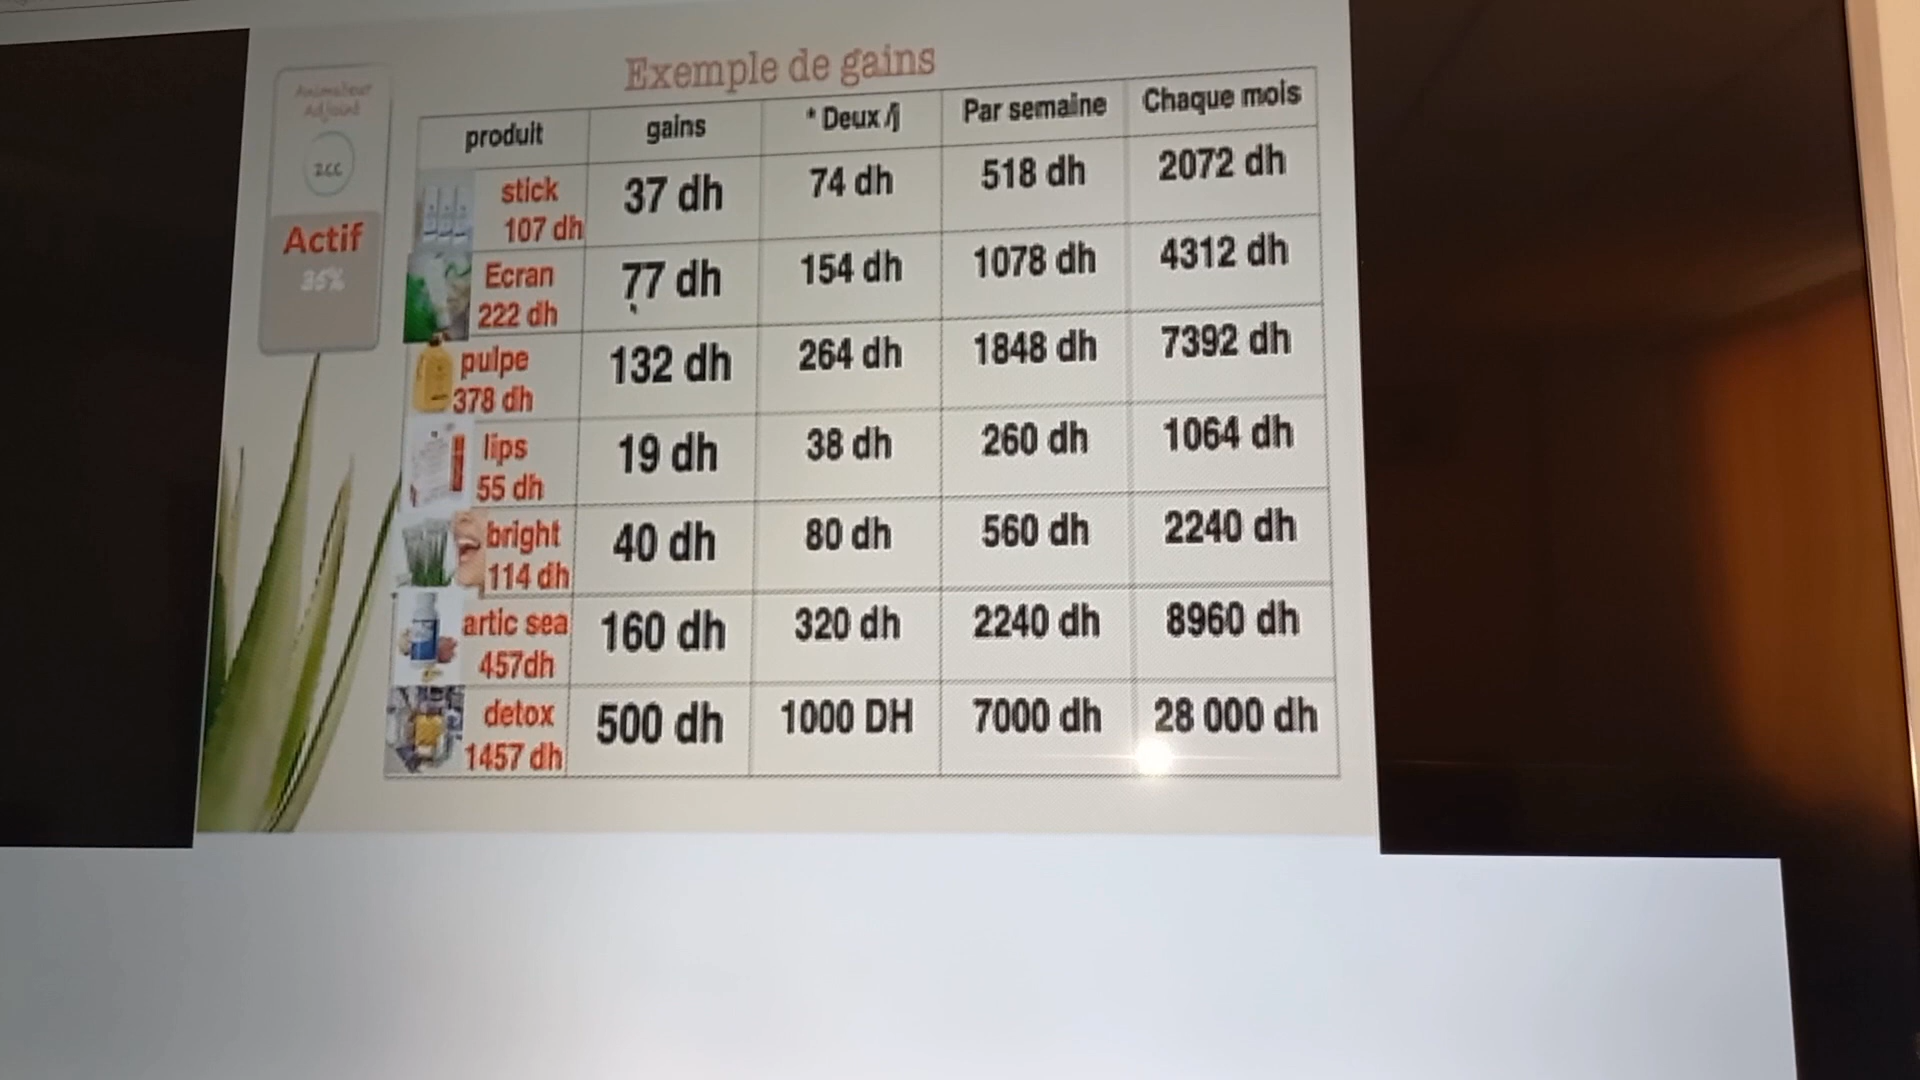 Exemple de gains
Animateur
Adjoint
2CC
Actif
35%
produit gains * Deux /j Par semaine Chaque mois
stick 107 dh 37 dh 74 dh 518 dh 2072 dh
Ecran 222 dh 77 dh 154 dh 1078 dh 4312 dh
pulpe 378 dh 132 dh 264 dh 1848 dh 7392 dh
lips 55 dh 19 dh 38 dh 260 dh 1064 dh
bright 114 dh 40 dh 80 dh 560 dh 2240 dh
artic sea 457dh 160 dh 320 dh 2240 dh 8960 dh
detox 1457 dh 500 dh 1000 DH 7000 dh 28 000 dh